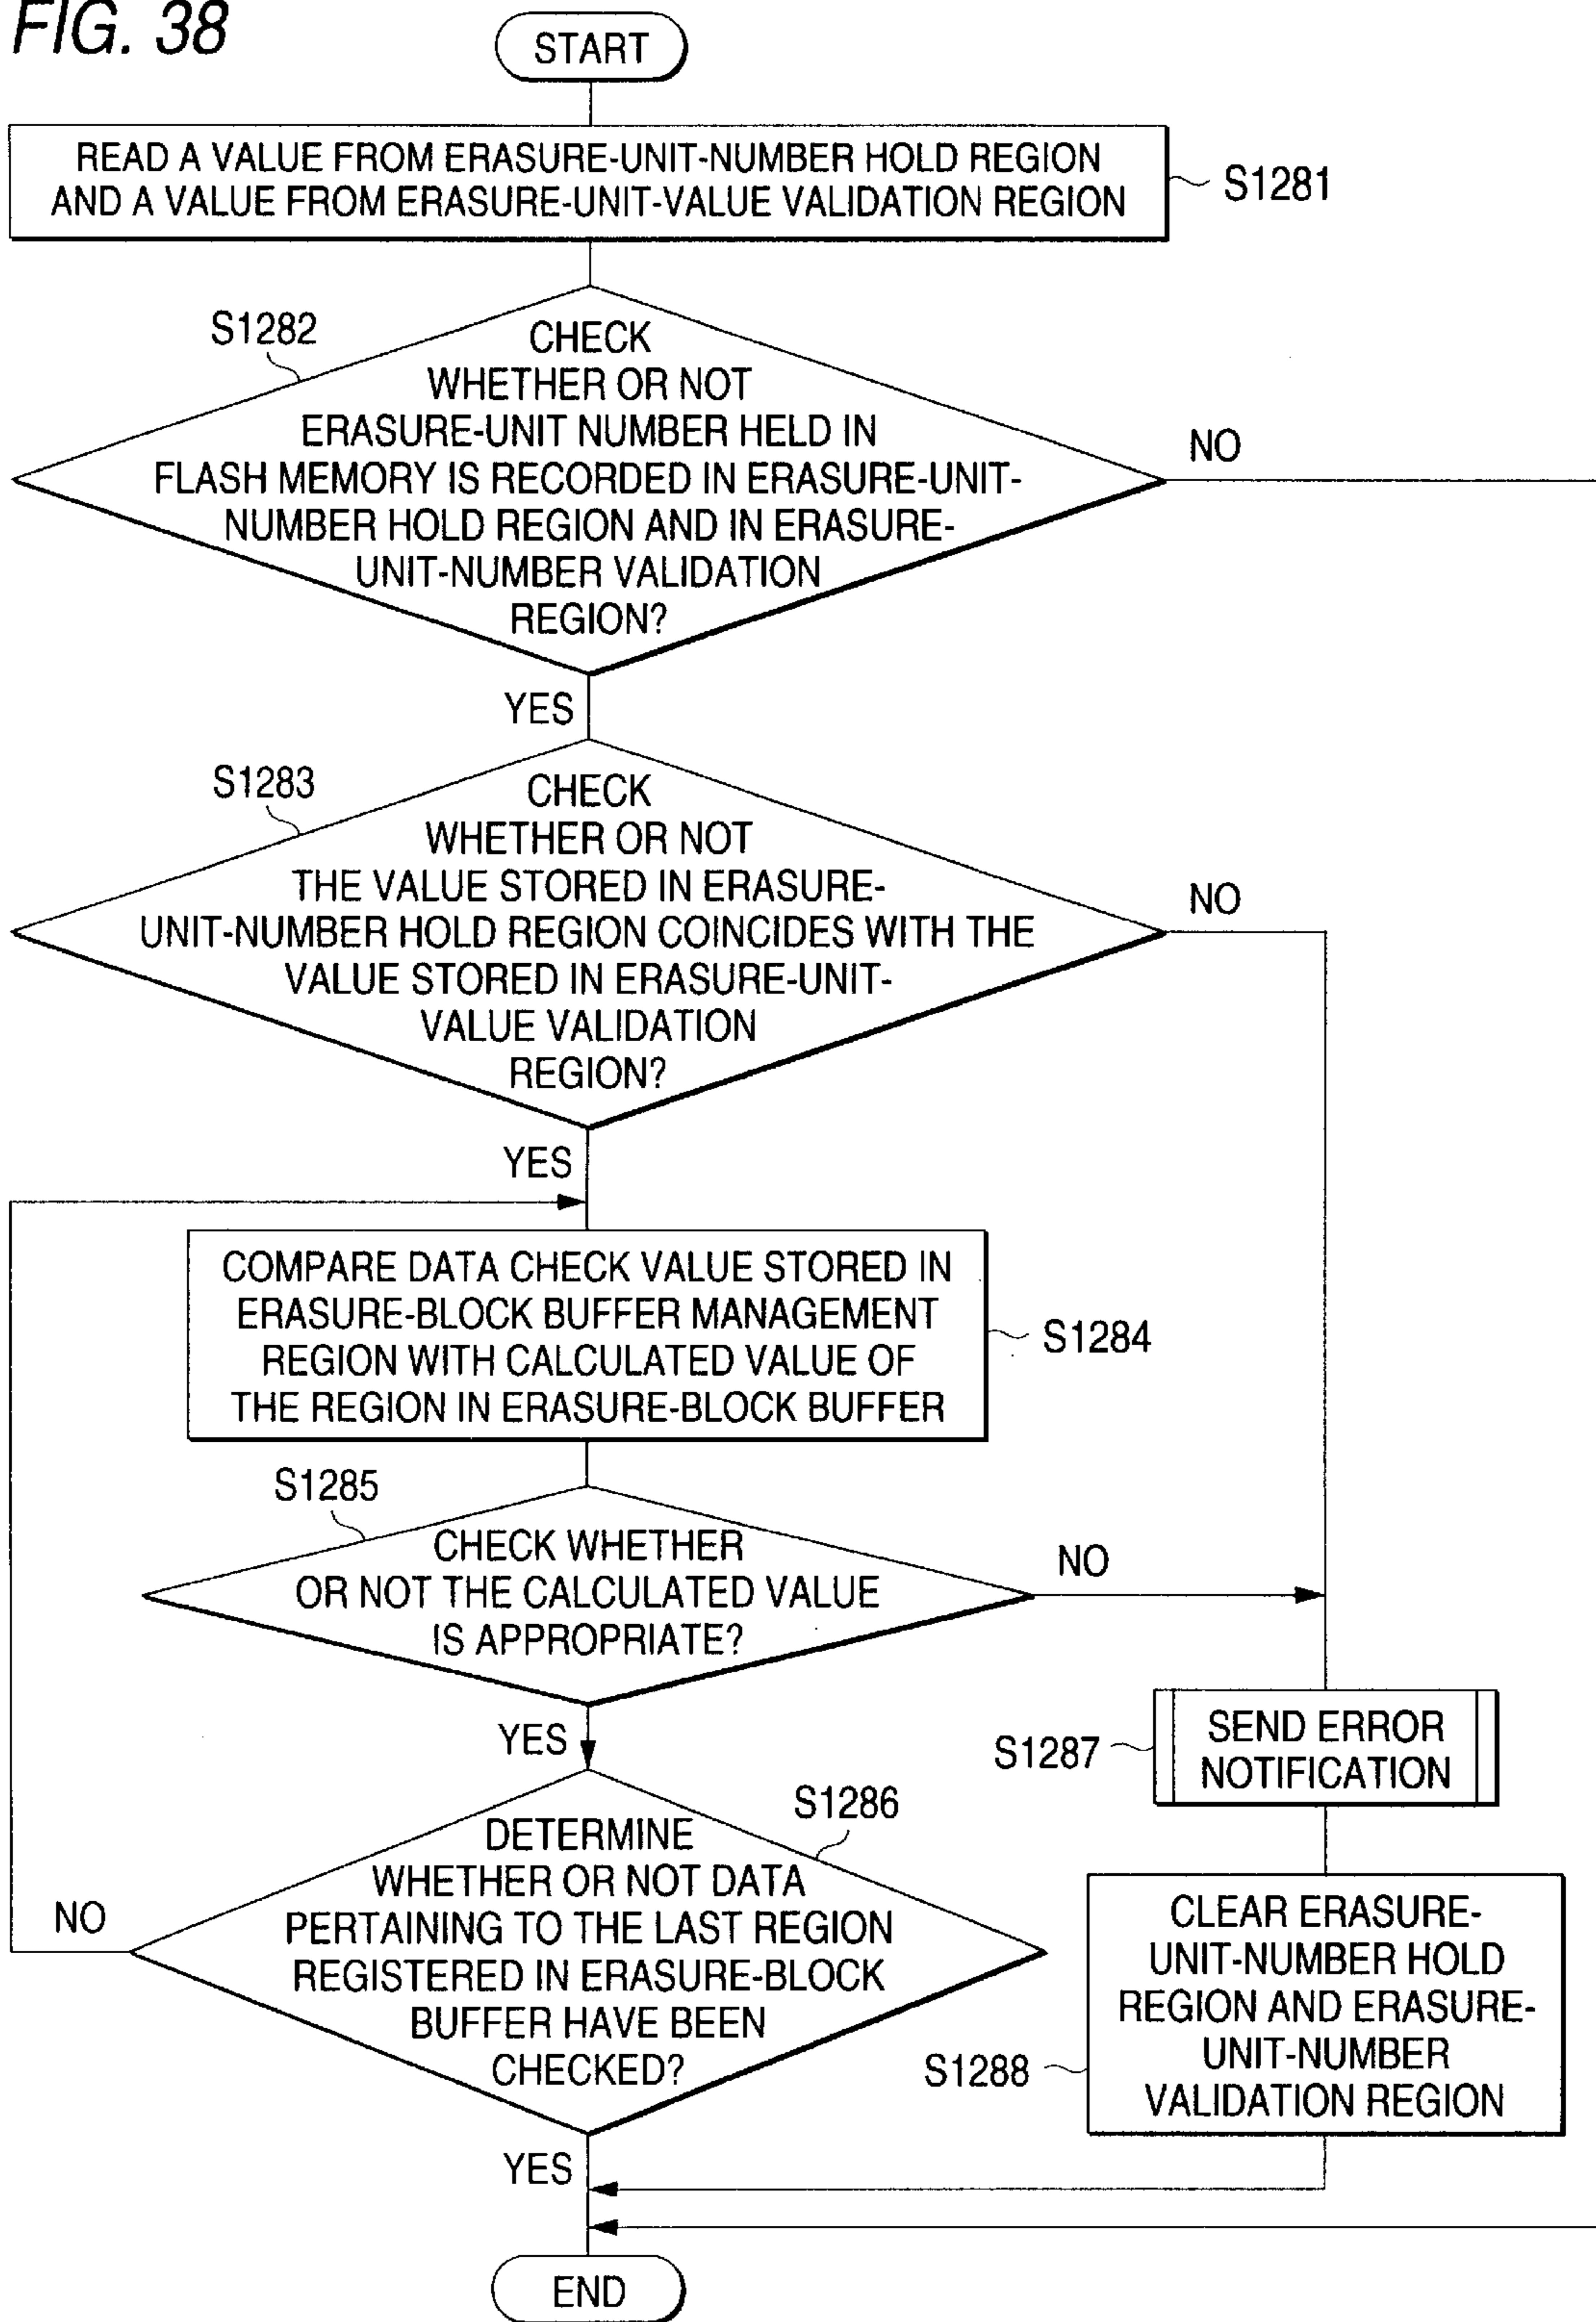 FIG. 38
START
READ A VALUE FROM ERASURE-UNIT-NUMBER HOLD REGION
AND A VALUE FROM ERASURE-UNIT-VALUE VALIDATION REGION
S1281
S1282
CHECK
WHETHER OR NOT
ERASURE-UNIT NUMBER HELD IN
FLASH MEMORY IS RECORDED IN ERASURE-UNIT-
NUMBER HOLD REGION AND IN ERASURE-
UNIT-NUMBER VALIDATION
REGION?
NO
YES
S1283
CHECK
WHETHER OR NOT
THE VALUE STORED IN ERASURE-
UNIT-NUMBER HOLD REGION COINCIDES WITH THE
VALUE STORED IN ERASURE-UNIT-
VALUE VALIDATION
REGION?
NO
YES
COMPARE DATA CHECK VALUE STORED IN
ERASURE-BLOCK BUFFER MANAGEMENT
REGION WITH CALCULATED VALUE OF
THE REGION IN ERASURE-BLOCK BUFFER
S1284
S1285
CHECK WHETHER
OR NOT THE CALCULATED VALUE
IS APPROPRIATE?
NO
YES
S1287
SEND ERROR
NOTIFICATION
S1286
DETERMINE
WHETHER OR NOT DATA
PERTAINING TO THE LAST REGION
REGISTERED IN ERASURE-BLOCK
BUFFER HAVE BEEN
CHECKED?
NO
S1288
CLEAR ERASURE-
UNIT-NUMBER HOLD
REGION AND ERASURE-
UNIT-NUMBER
VALIDATION REGION
YES
END